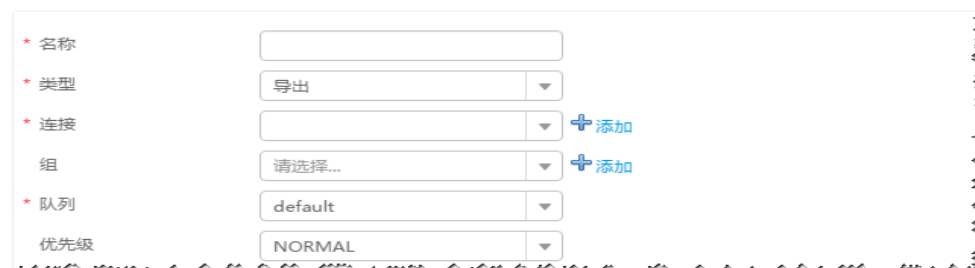 * 名称
* 类型 导出
* 连接 添加
组 请选择... 添加
* 队列 default
优先级 NORMAL